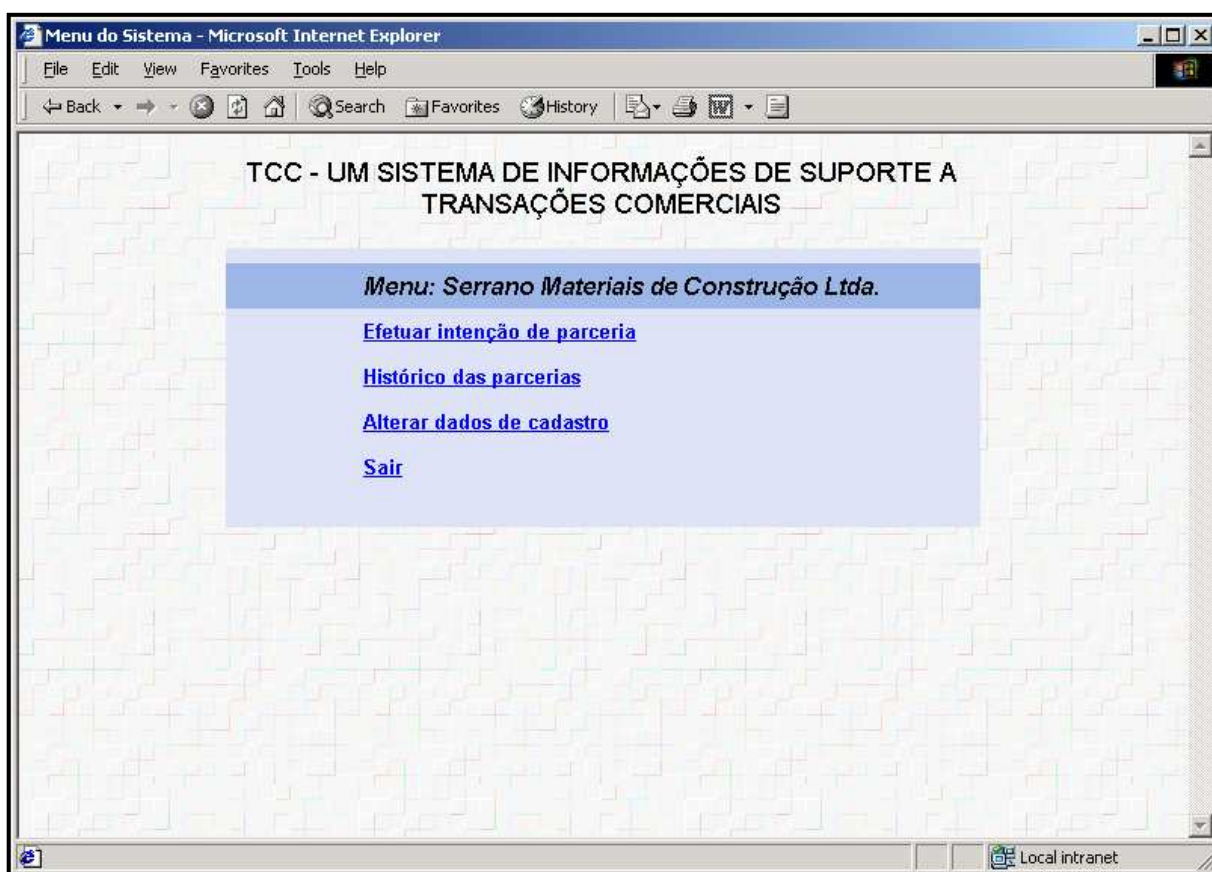 Menu do Sistema - Microsoft Internet Explorer
File Edit View Favorites Tools Help
Back Search Favorites History
TCC - UM SISTEMA DE INFORMAÇÕES DE SUPORTE A
TRANSAÇÕES COMERCIAIS
Menu: Serrano Materiais de Construção Ltda.
Efetuar intenção de parceria
Histórico das parcerias
Alterar dados de cadastro
Sair
Local intranet